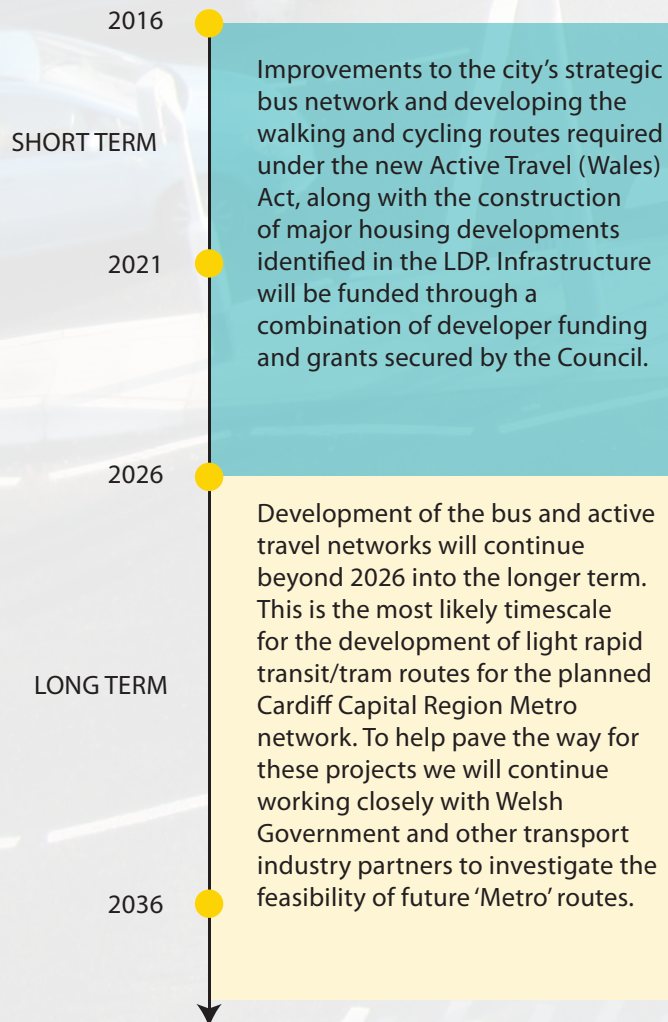 2016
SHORT TERM
Improvements to the city’s strategic
bus network and developing the
walking and cycling routes required
under the new Active Travel (Wales)
Act, along with the construction
of major housing developments
identified in the LDP. Infrastructure
will be funded through a
combination of developer funding
and grants secured by the Council.
2021
2026
LONG TERM
Development of the bus and active
travel networks will continue
beyond 2026 into the longer term.
This is the most likely timescale
for the development of light rapid
transit/tram routes for the planned
Cardiff Capital Region Metro
network. To help pave the way for
these projects we will continue
working closely with Welsh
Government and other transport
industry partners to investigate the
feasibility of future ‘Metro’ routes.
2036